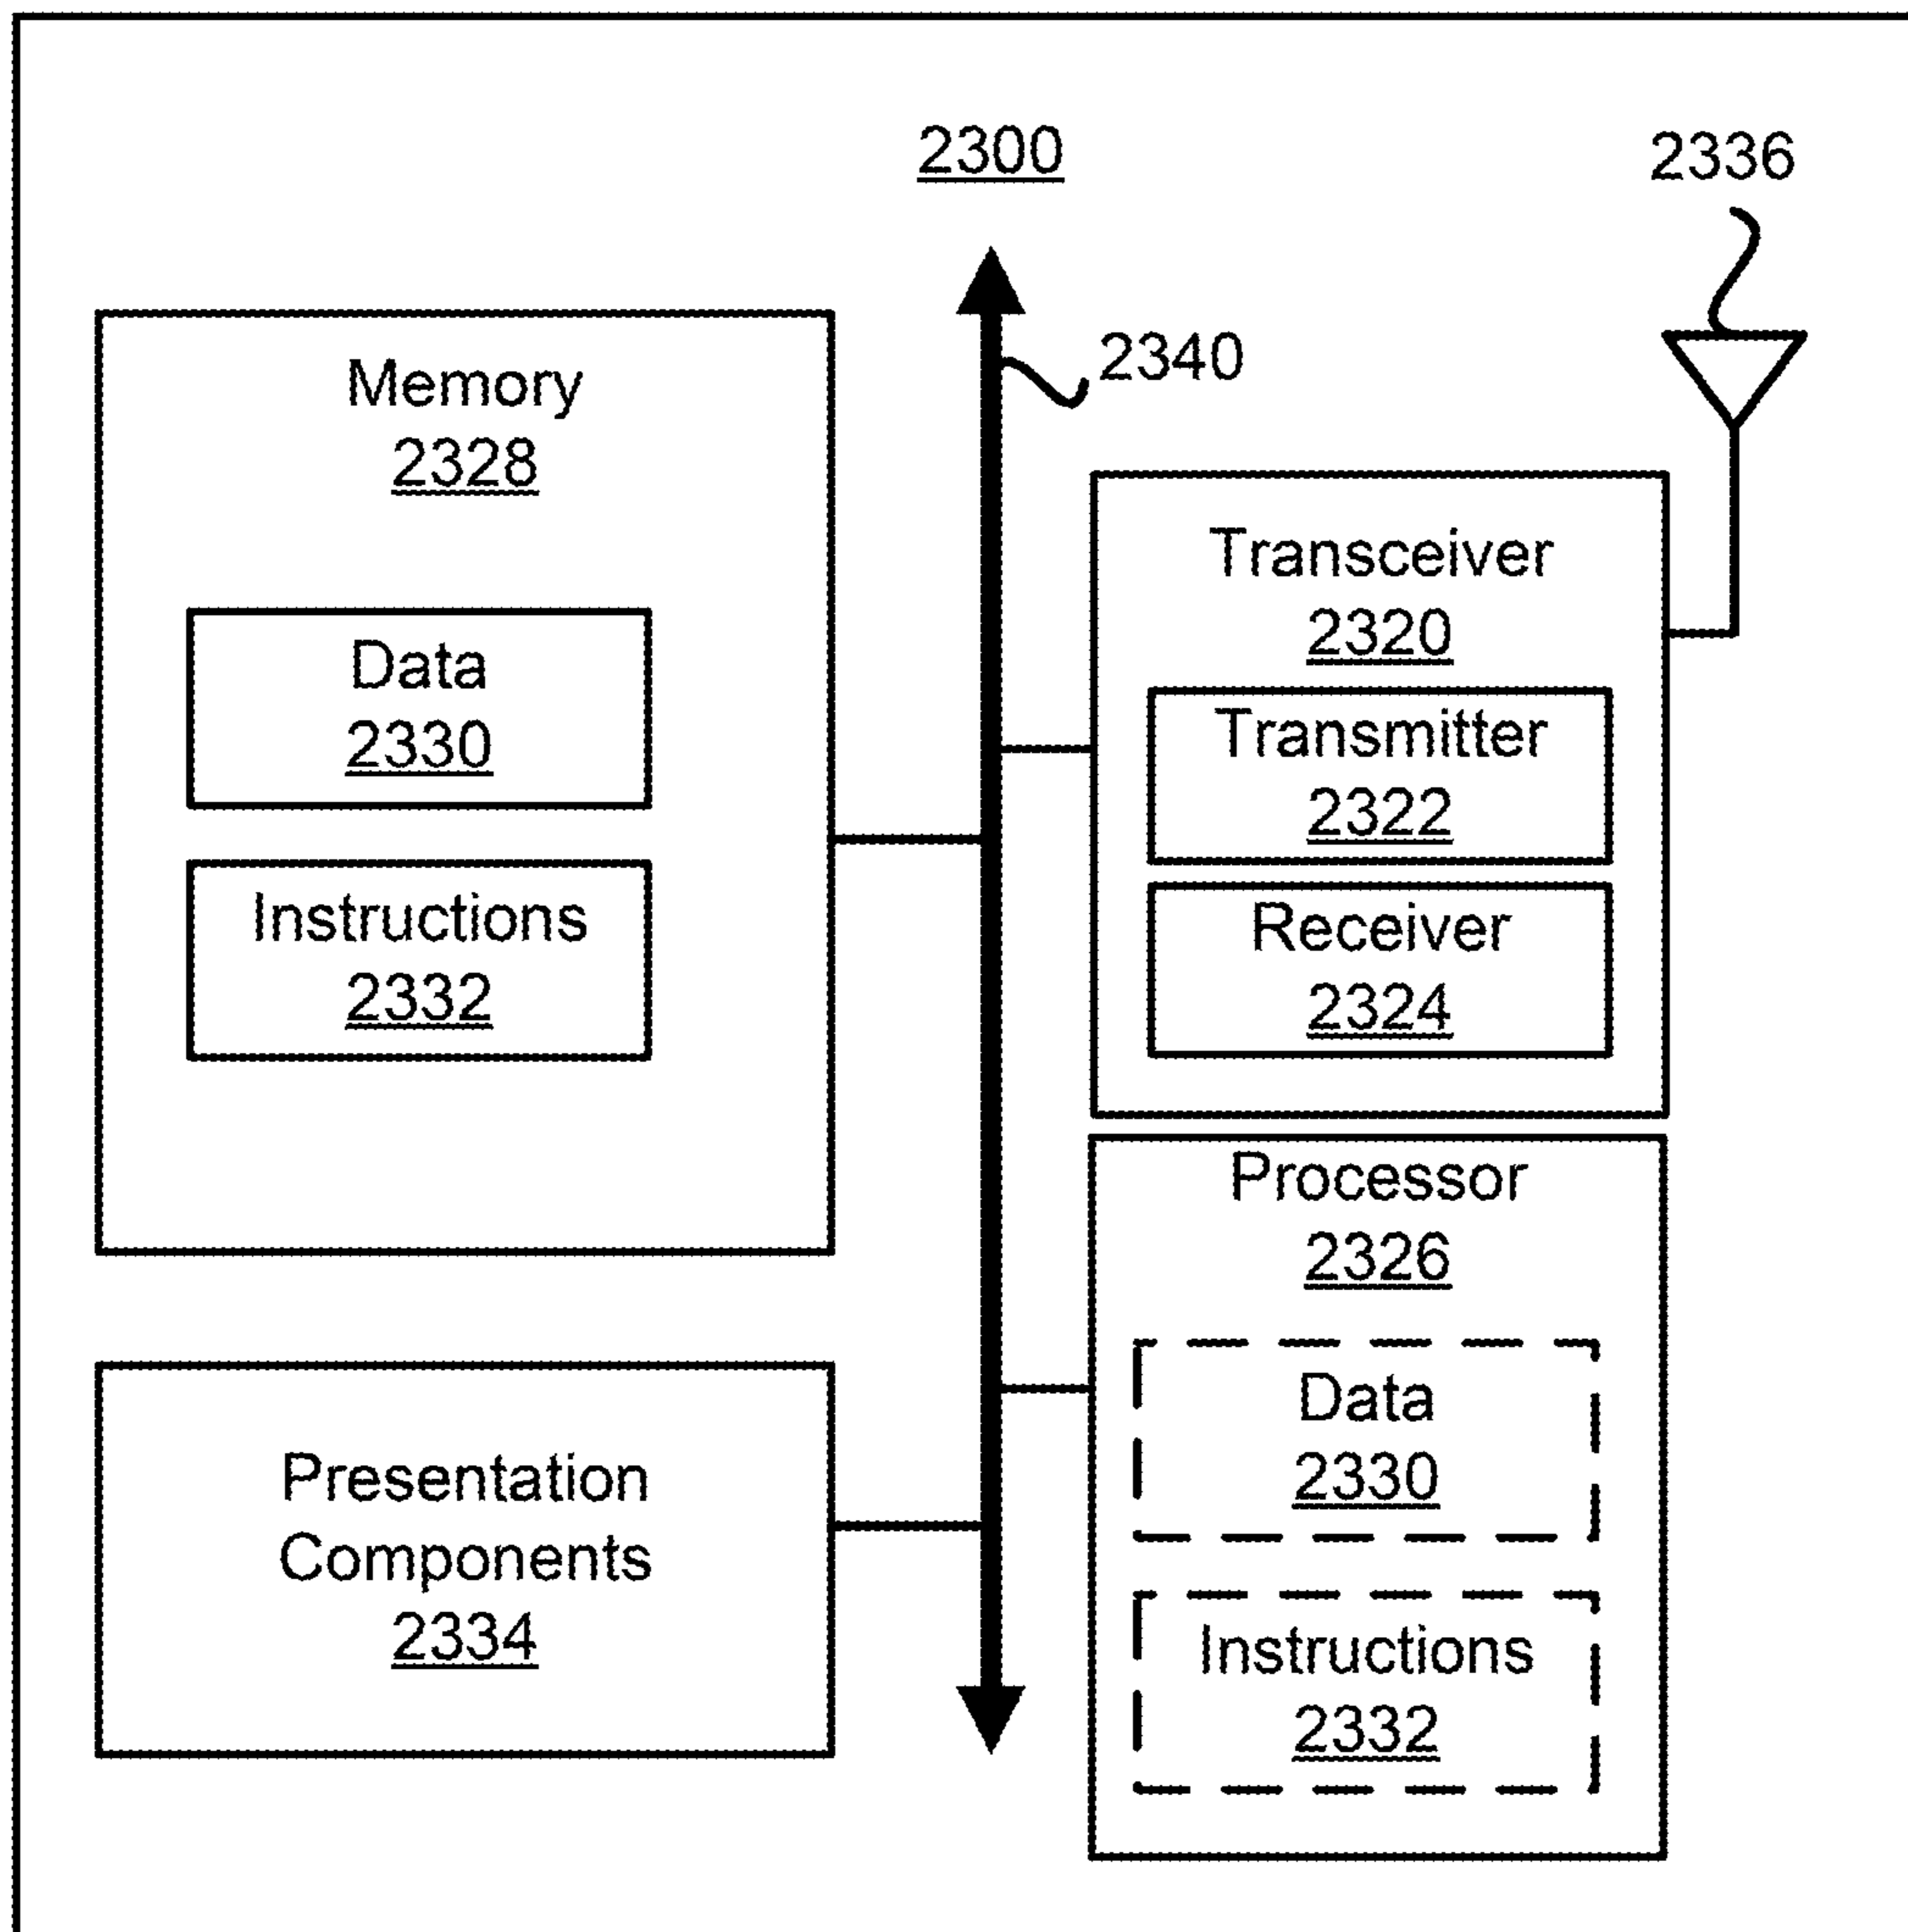 2300
2336
2340
Memory
2328
Data
2330
Instructions
2332
Transceiver
2320
Transmitter
2322
Receiver
2324
Processor
2326
Data
2330
Instructions
2332
Presentation
Components
2334